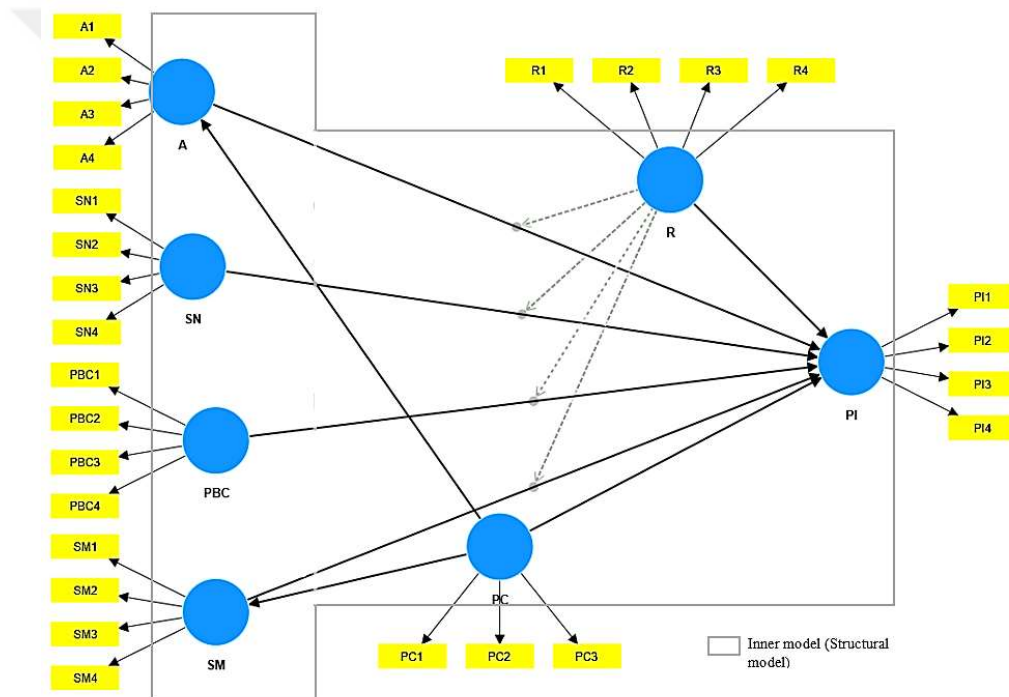 A1
A2
A3
A4
A
SN1
SN2
SN3
SN4
SN
PBC1
PBC2
PBC3
PBC4
PBC
SM1
SM2
SM3
SM4
SM
R1
R2
R3
R4
R
PI1
PI2
PI3
PI4
PI
PC
PC1
PC2
PC3
Inner model (Structural
model)